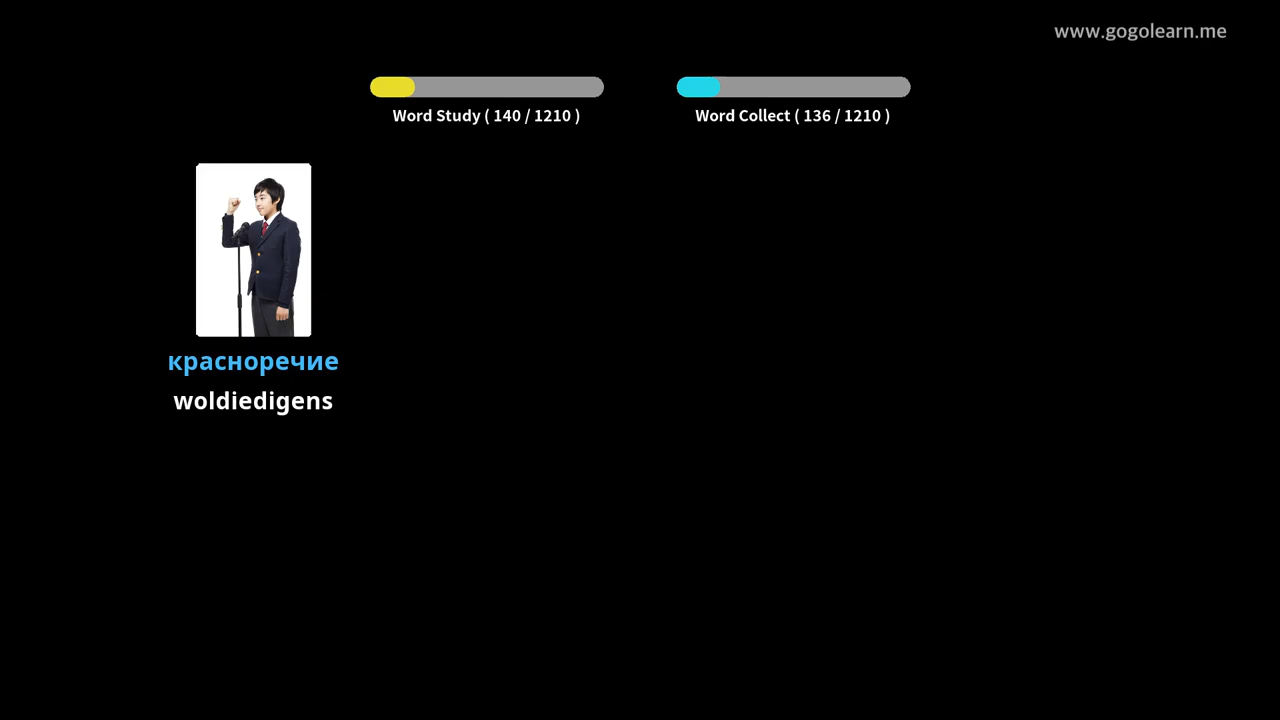 www.gogolearn.me
Word Study ( 140 / 1210 )
Word Collect ( 136 / 1210 )
красноречие
woldiedigens